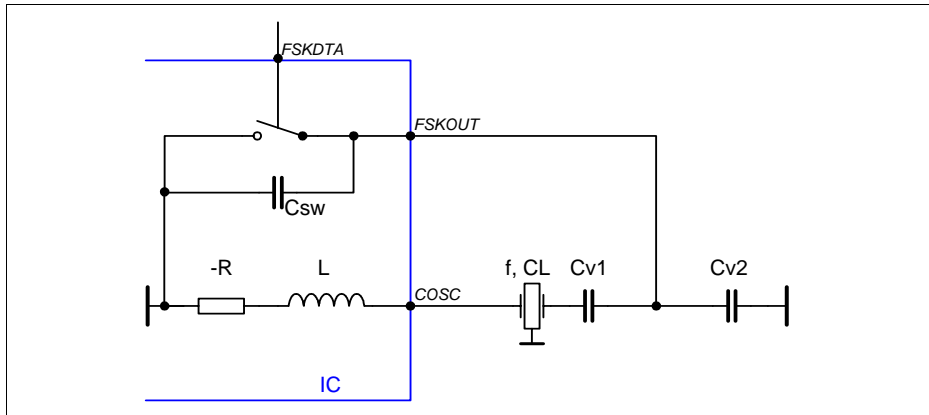 FSKDTA
FSKOUT
Csw
-R
L
COSC
f, CL
Cv1
Cv2
IC